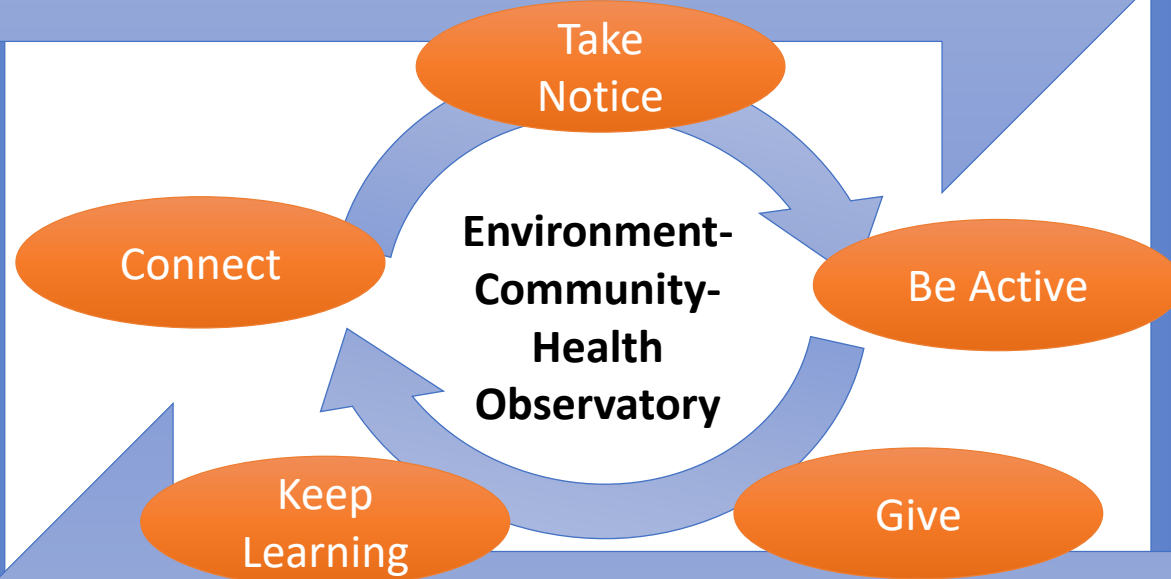 Take
Notice
Connect
Environment-
Community-
Health
Observatory
Be Active
Keep
Learning
Give